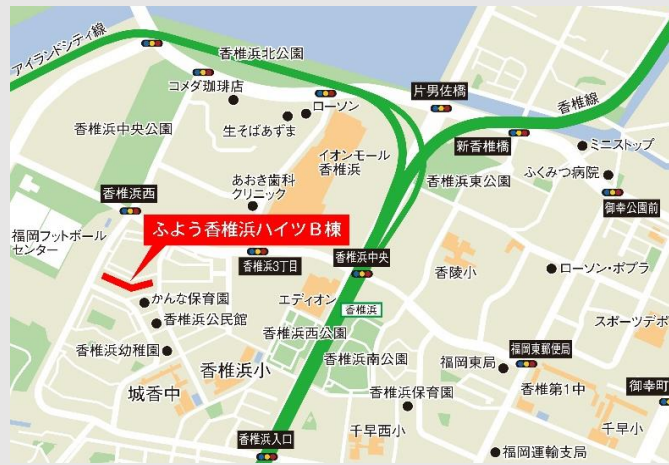 アイランドシティ線
香椎浜北公園
コメダ珈琲店
片男佐橋
香椎線
ローソン
生そばあずま
香椎浜中央公園
新香椎橋
ミニストップ
イオンモール
香椎浜
ふくみつ病院
あおき歯科
クリニック
香椎浜東公園
香椎浜西
御幸公園前
ふよう香椎浜ハイツB棟
福岡フットボール
センター
香椎浜3丁目
香椎浜中央
香陵小
ローソン・ポプラ
かんな保育園
エディオン
香椎浜
香椎浜公民館
スポーツデポ
香椎浜西公園
香椎浜幼稚園
香椎浜南公園
福岡東郵便局
福岡東局
香椎浜小
城香中
香椎浜保育園
香椎第1中
御幸町
香椎浜入口
千早西小
千早小
福岡運輸支局